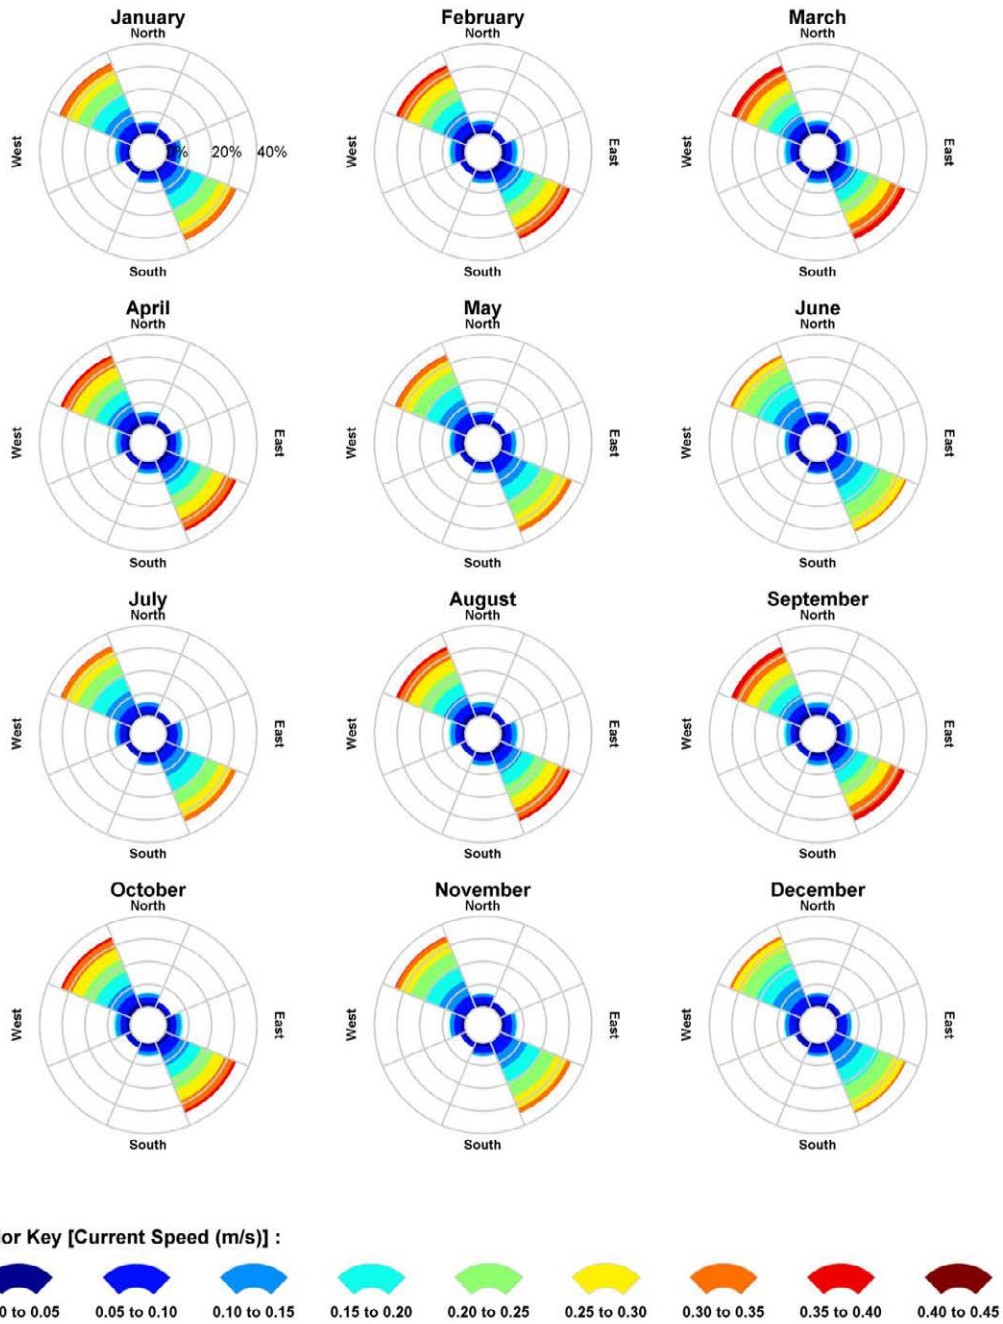 January
February
March
North
North
North
West
0%
20%
40%
West
East
West
East
South
South
South
April
May
June
North
North
North
West
East
West
East
West
East
South
South
South
July
August
September
North
North
North
West
East
West
East
West
East
South
South
South
October
November
December
North
North
North
West
East
West
East
West
East
South
South
South
lor Key [Current Speed (m/s)] :
0 to 0.05
0.05 to 0.10
0.10 to 0.15
0.15 to 0.20
0.20 to 0.25
0.25 to 0.30
0.30 to 0.35
0.35 to 0.40
0.40 to 0.45